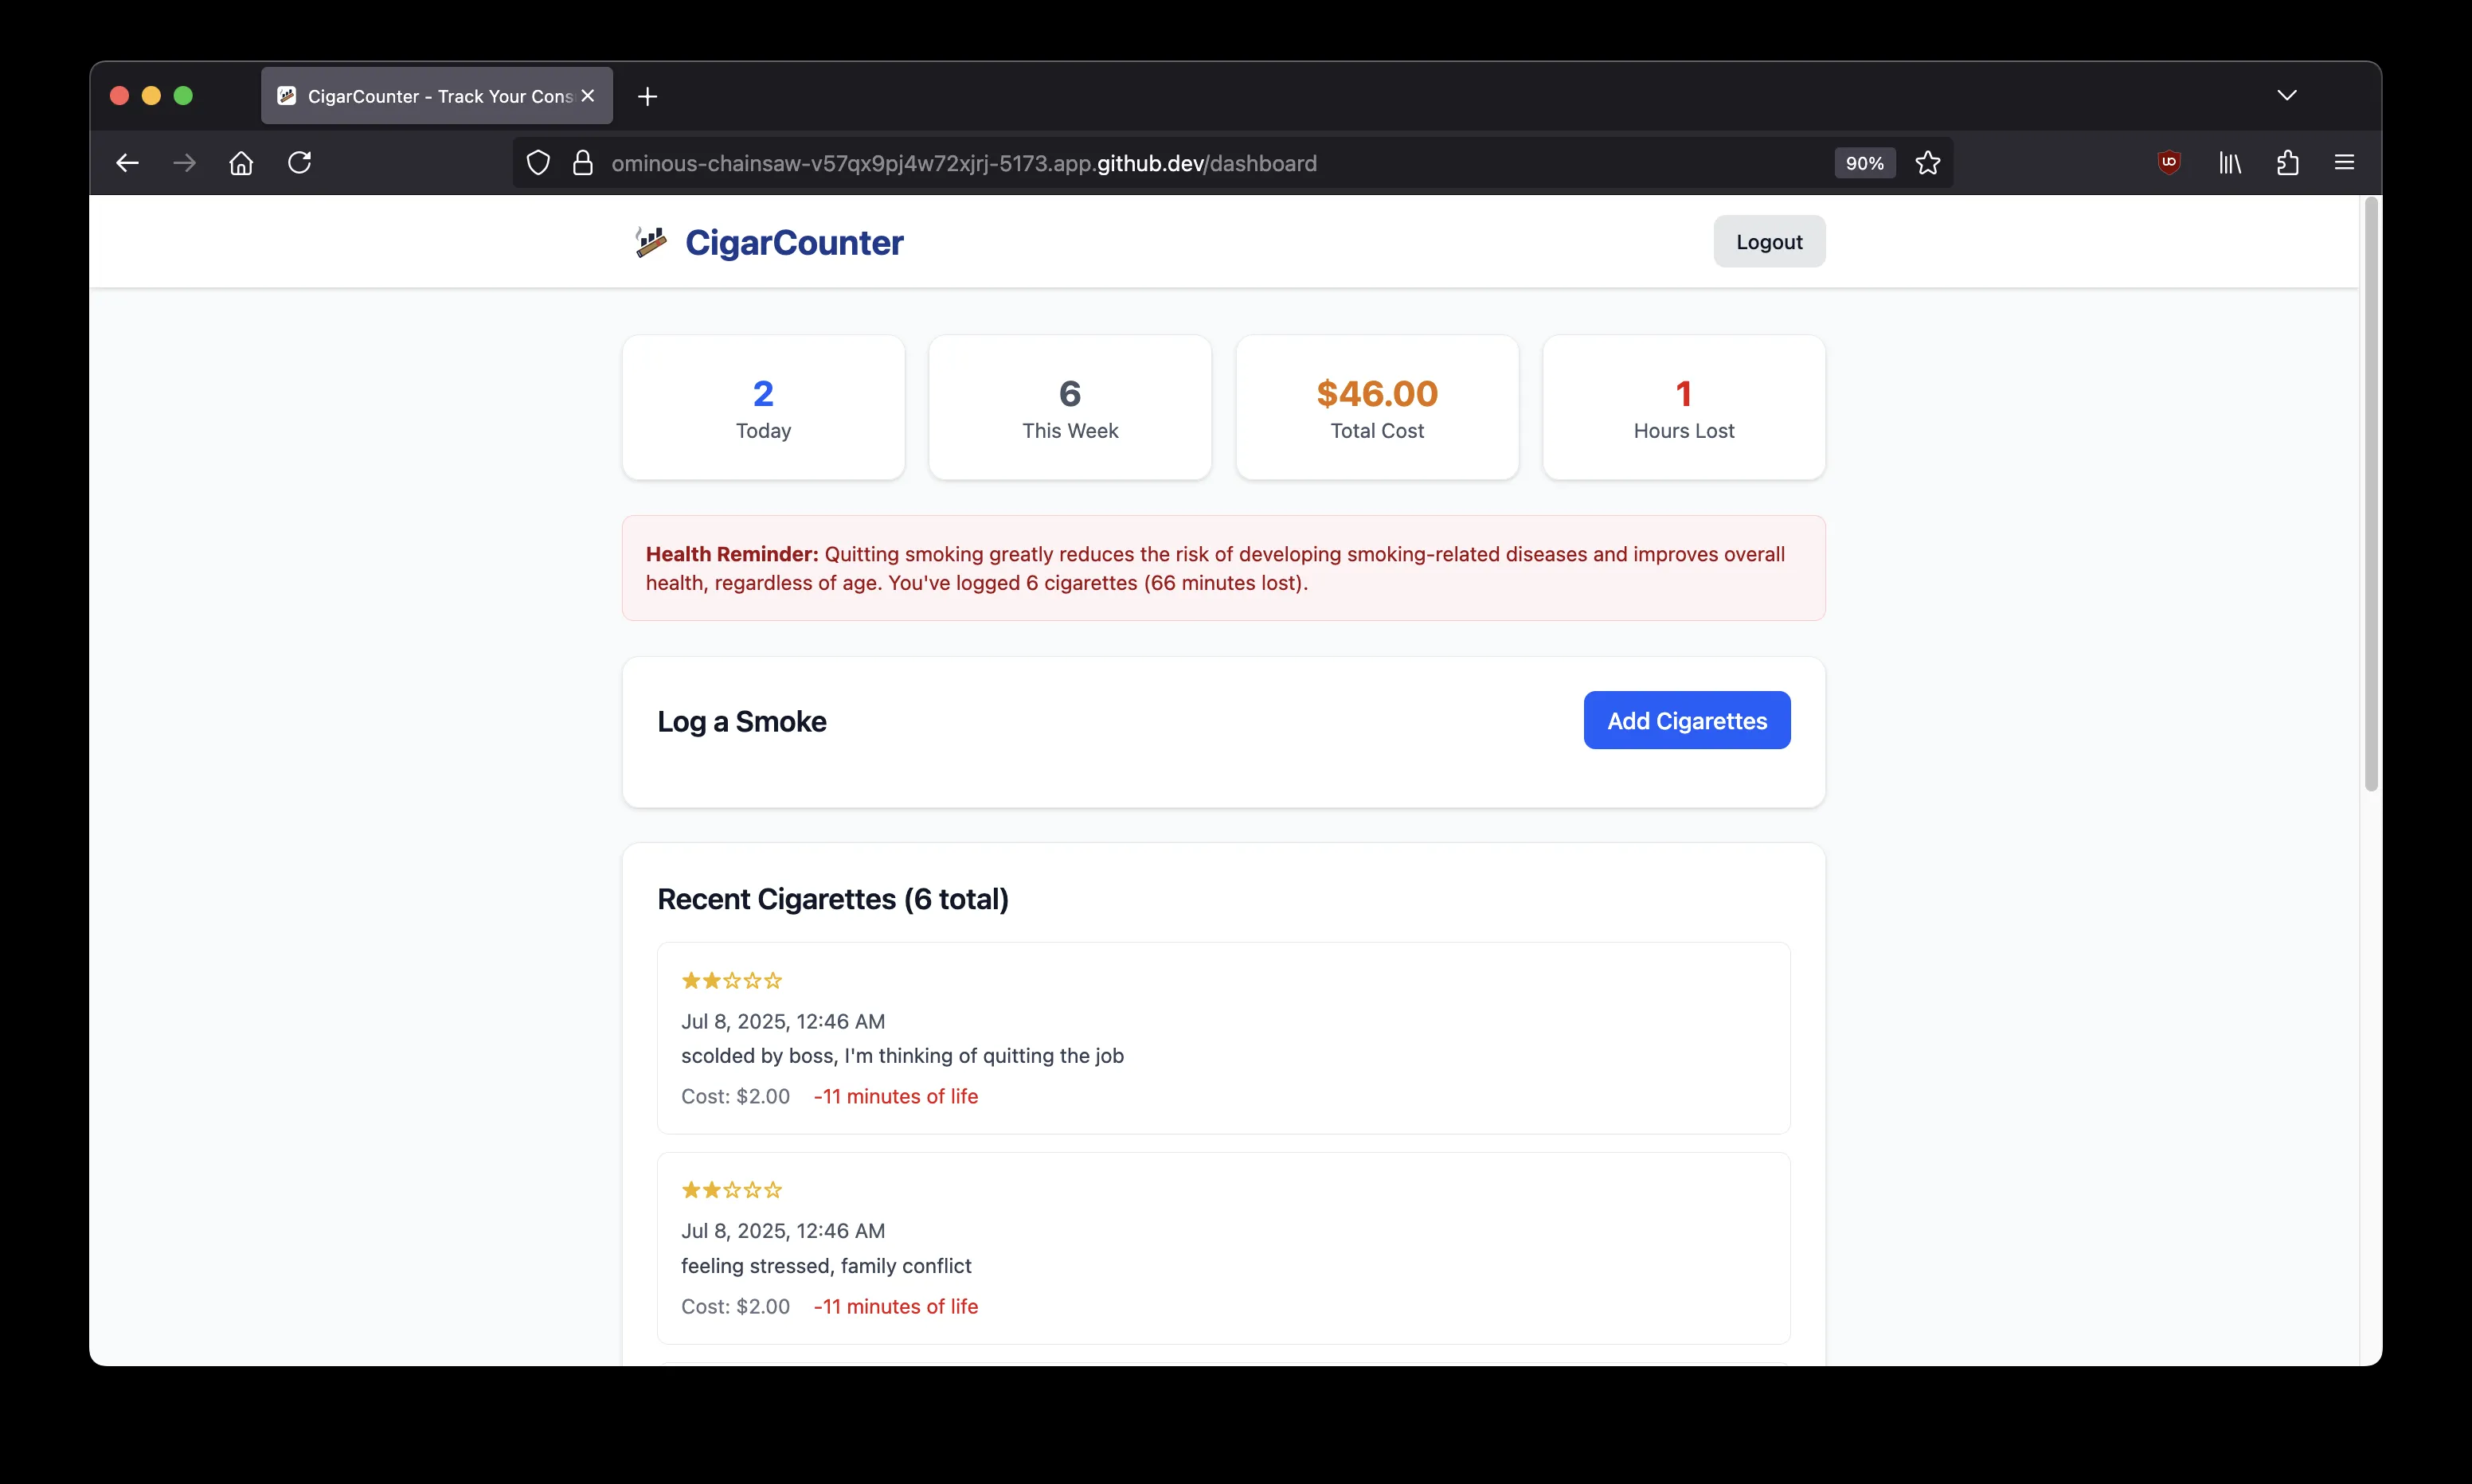 CigarCounter - Track Your Cons
ominous-chainsaw-v57qx9pj4w72xjrj-5173.app.github.dev/dashboard
90%
CigarCounter
Logout
2
Today
6
This Week
$46.00
Total Cost
1
Hours Lost
Health Reminder: Quitting smoking greatly reduces the risk of developing smoking-related diseases and improves overall
health, regardless of age. You've logged 6 cigarettes (66 minutes lost).
Log a Smoke
Add Cigarettes
Recent Cigarettes (6 total)
Jul 8, 2025, 12:46 AM
scolded by boss, I'm thinking of quitting the job
Cost: $2.00 -11 minutes of life
Jul 8, 2025, 12:46 AM
feeling stressed, family conflict
Cost: $2.00 -11 minutes of life